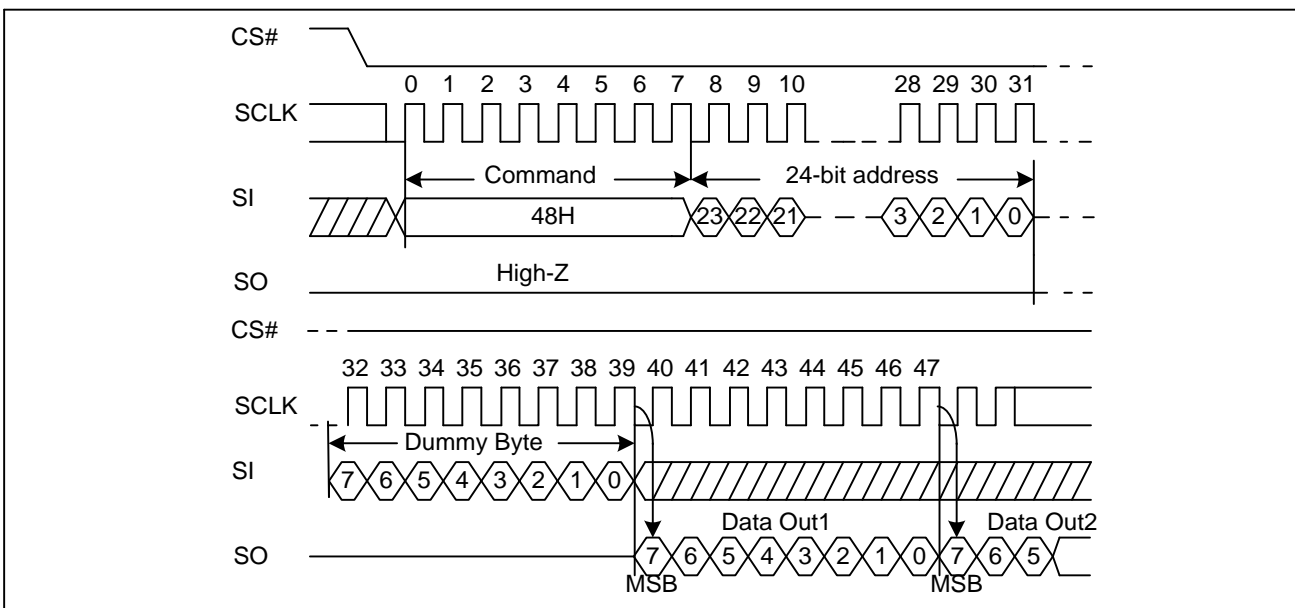 CS#
0 1 2 3 4 5 6 7 8 9 10 28 29 30 31
SCLK
Command 24-bit address
SI 48H 23 22 21 3 2 1 0
High-Z
SO
CS#
32 33 34 35 36 37 38 39 40 41 42 43 44 45 46 47
SCLK
Dummy Byte
SI 7 6 5 4 3 2 1 0
Data Out1 Data Out2
SO 7 6 5 4 3 2 1 0 7 6 5
MSB MSB